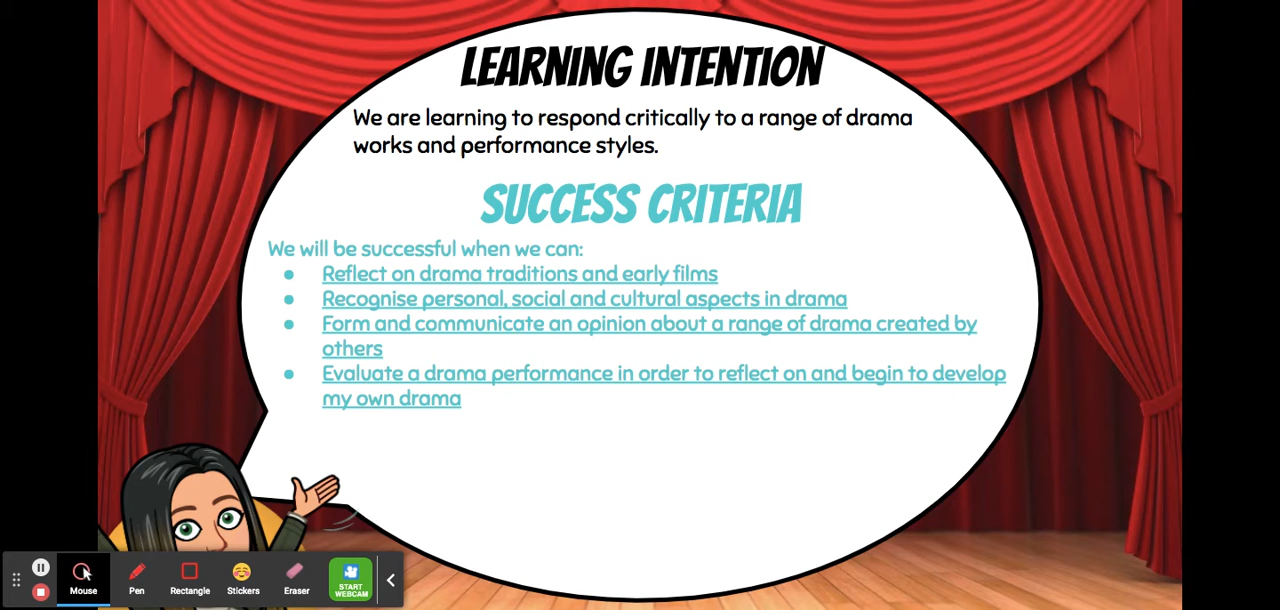 LEARNING INTENTION
We are learning to respond critically to a range of drama
works and performance styles.
SUCCESS CRITERIA
We will be successful when we can:
● Reflect on drama traditions and early films
● Recognise personal, social and cultural aspects in drama
● Form and communicate an opinion about a range of drama created by
others
● Evaluate a drama performance in order to reflect on and begin to develop
my own drama
Mouse
Pen
Rectangle
Stickers
Eraser
START
WEBCAM